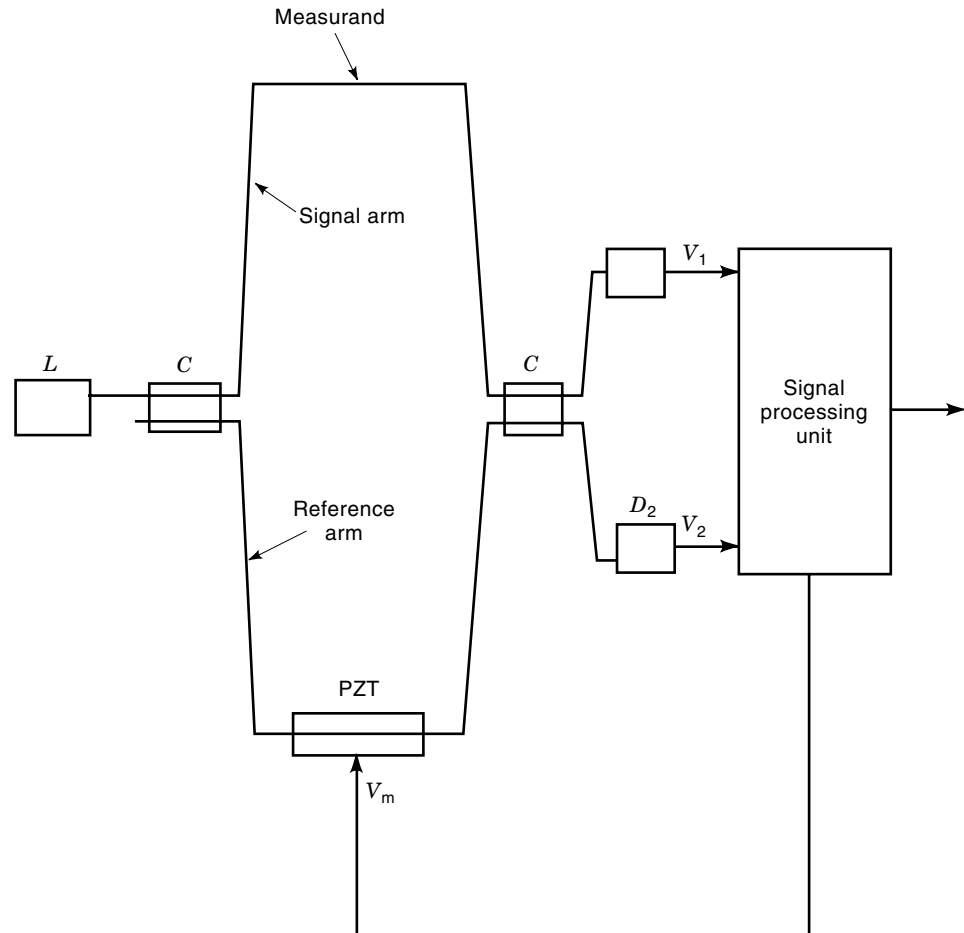 Measurand
Signal arm
V1
L
C
C
Signal
processing
unit
Reference
arm
D2
V2
PZT
Vm